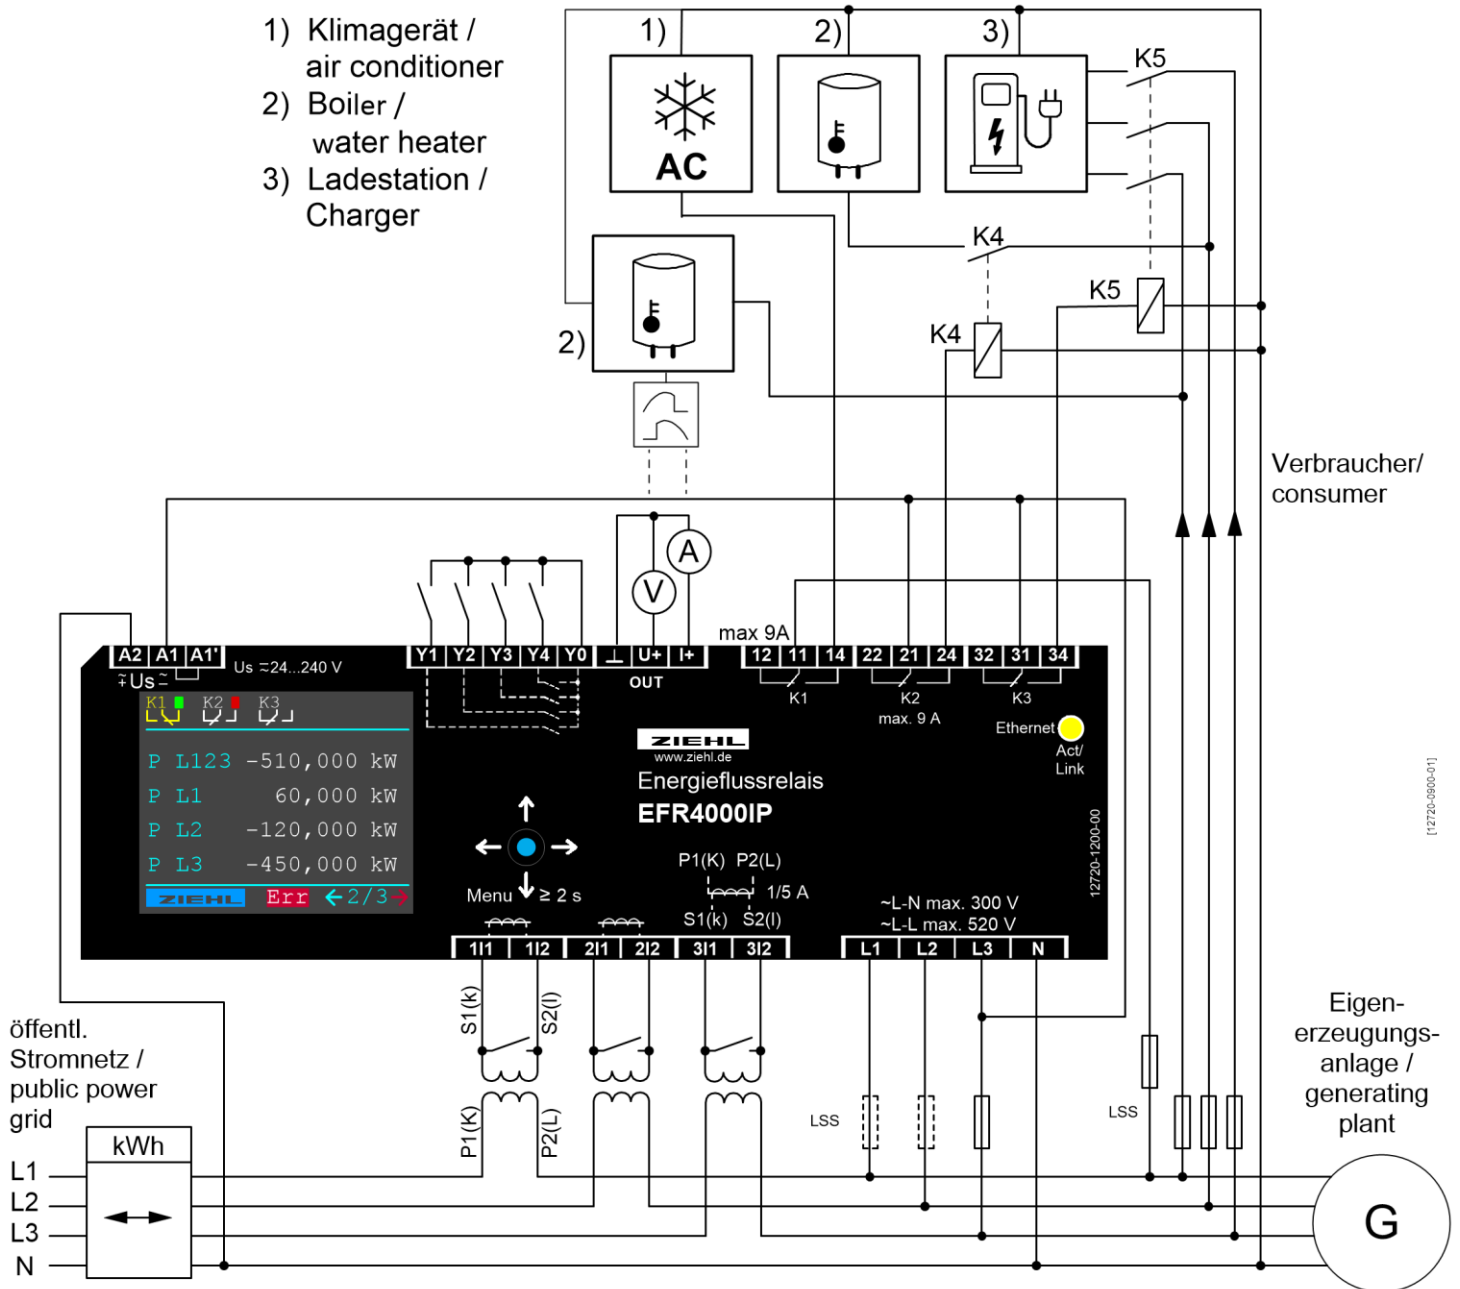 1) Klimagerät /
air conditioner
2) Boiler /
water heater
3) Ladestation /
Charger
1)
2)
3)
AC
K5
K4
K5
K4
2)
Verbraucher/
consumer
A
V
max 9A
A2 A1 A1'
Us ≂24...240 V
≂+ Us ≂−
Y1 Y2 Y3 Y4 Y0
⊥ U+ I+
OUT
12 11 14
K1
22 21 24
K2
max. 9 A
32 31 34
K3
K1 K2 K3
P L123 -510,000 kW
P L1 60,000 kW
P L2 -120,000 kW
P L3 -450,000 kW
ZIEHL Err ←2/3→
ZIEHL
www.ziehl.de
Energieflussrelais
EFR4000IP
Ethernet
Act/
Link
12720-1200-00
[12720-0900-01]
Menu ≥ 2 s
P1(K) P2(L)
1/5 A
S1(k) S2(l)
~L-N max. 300 V
~L-L max. 520 V
1I1 1I2
2I1 2I2
3I1 3I2
L1 L2 L3 N
S1(k)
S2(l)
P1(K)
P2(L)
LSS
LSS
öffentl.
Stromnetz /
public power
grid
kWh
L1
L2
L3
N
Eigen-
erzeugungs-
anlage /
generating
plant
G